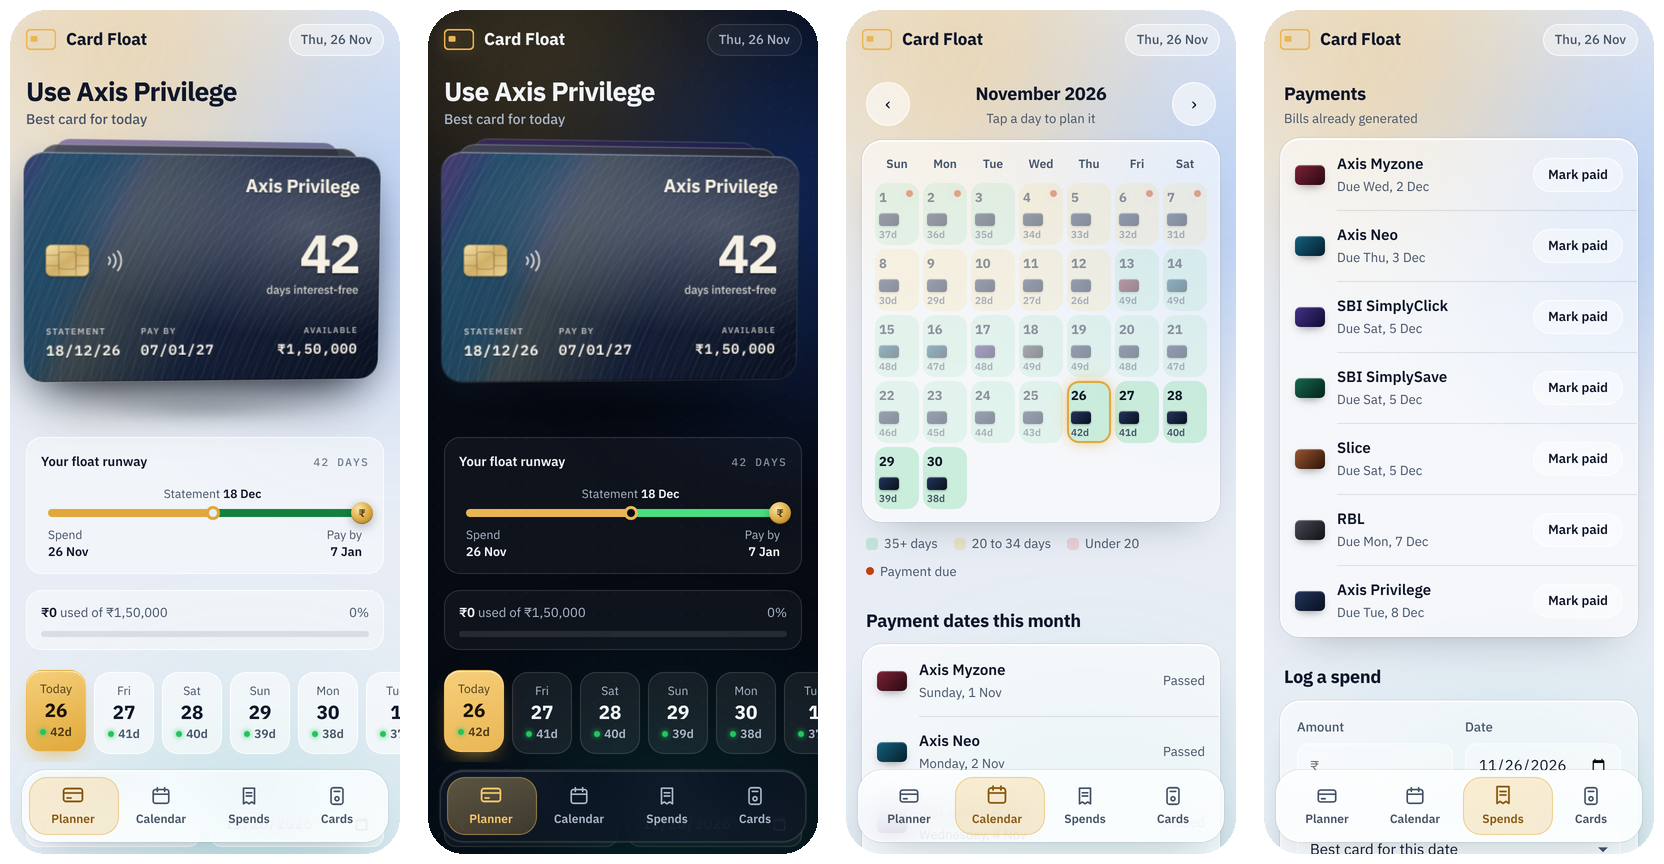 Card Float
Thu, 26 Nov
Use Axis Privilege
Best card for today
Axis Privilege
42
days interest-free
STATEMENT PAY BY AVAILABLE
18/12/26 07/01/27 ₹1,50,000
Your float runway 42 DAYS
Statement 18 Dec
₹
Spend Pay by
26 Nov 7 Jan
₹0 used of ₹1,50,000 0%
Today Fri Sat Sun Mon
26 27 28 29 30
42d 41d 40d 39d 38d
Planner Calendar Spends Cards
Card Float
Thu, 26 Nov
Use Axis Privilege
Best card for today
Axis Privilege
42
days interest-free
STATEMENT PAY BY AVAILABLE
18/12/26 07/01/27 ₹1,50,000
Your float runway 42 DAYS
Statement 18 Dec
₹
Spend Pay by
26 Nov 7 Jan
₹0 used of ₹1,50,000 0%
Today Fri Sat Sun Mon
26 27 28 29 30
42d 41d 40d 39d 38d
Planner Calendar Spends Cards
Card Float
Thu, 26 Nov
‹ November 2026 ›
Tap a day to plan it
Sun Mon Tue Wed Thu Fri Sat
1 2 3 4 5 6 7
37d 36d 35d 34d 33d 32d 31d
8 9 10 11 12 13 14
30d 29d 28d 27d 26d 49d 49d
15 16 17 18 19 20 21
48d 47d 48d 49d 49d 48d 47d
22 23 24 25 26 27 28
46d 45d 44d 43d 42d 41d 40d
29 30
39d 38d
35+ days 20 to 34 days Under 20
Payment due
Payment dates this month
Axis Myzone
Sunday, 1 Nov Passed
Axis Neo
Monday, 2 Nov Passed
Wednesday, 4 Nov
Planner Calendar Spends Cards
Card Float
Thu, 26 Nov
Payments
Bills already generated
Axis Myzone
Due Wed, 2 Dec Mark paid
Axis Neo
Due Thu, 3 Dec Mark paid
SBI SimplyClick
Due Sat, 5 Dec Mark paid
SBI SimplySave
Due Sat, 5 Dec Mark paid
Slice
Due Sat, 5 Dec Mark paid
RBL
Due Mon, 7 Dec Mark paid
Axis Privilege
Due Tue, 8 Dec Mark paid
Log a spend
Amount Date
₹ 11/26/2026
Planner Calendar Spends Cards
Best card for this date